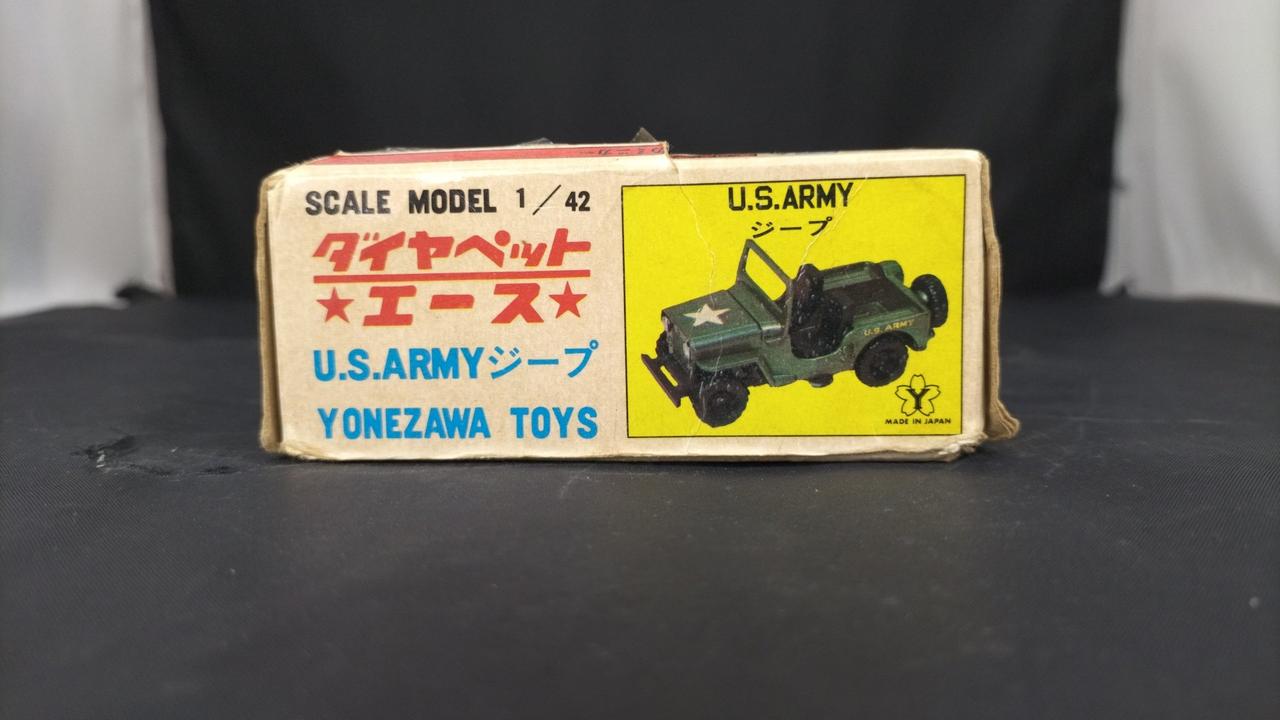 SCALE MODEL 1/42
ダイヤペット
★エース★
U.S.ARMYジープ
YONEZAWA TOYS
U.S.ARMY
ジープ
U.S. ARMY
Y
MADE IN JAPAN